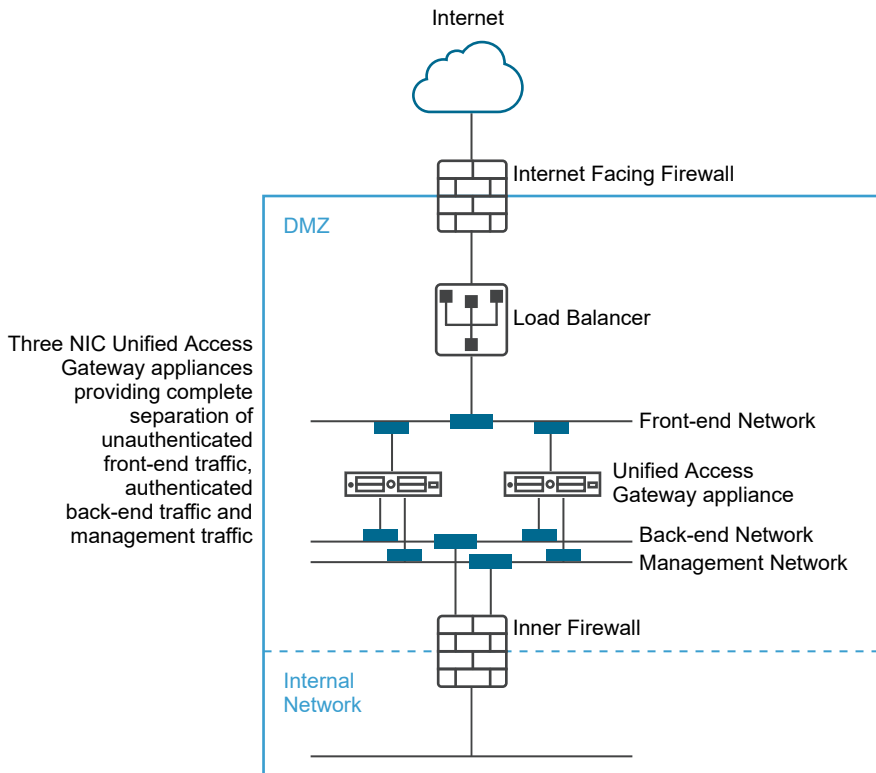 Internet
Internet Facing Firewall
DMZ
Load Balancer
Three NIC Unified Access
Gateway appliances
providing complete
separation of
unauthenticated
front-end traffic,
authenticated
back-end traffic and
management traffic
Front-end Network
Unified Access
Gateway appliance
Back-end Network
Management Network
Inner Firewall
Internal
Network